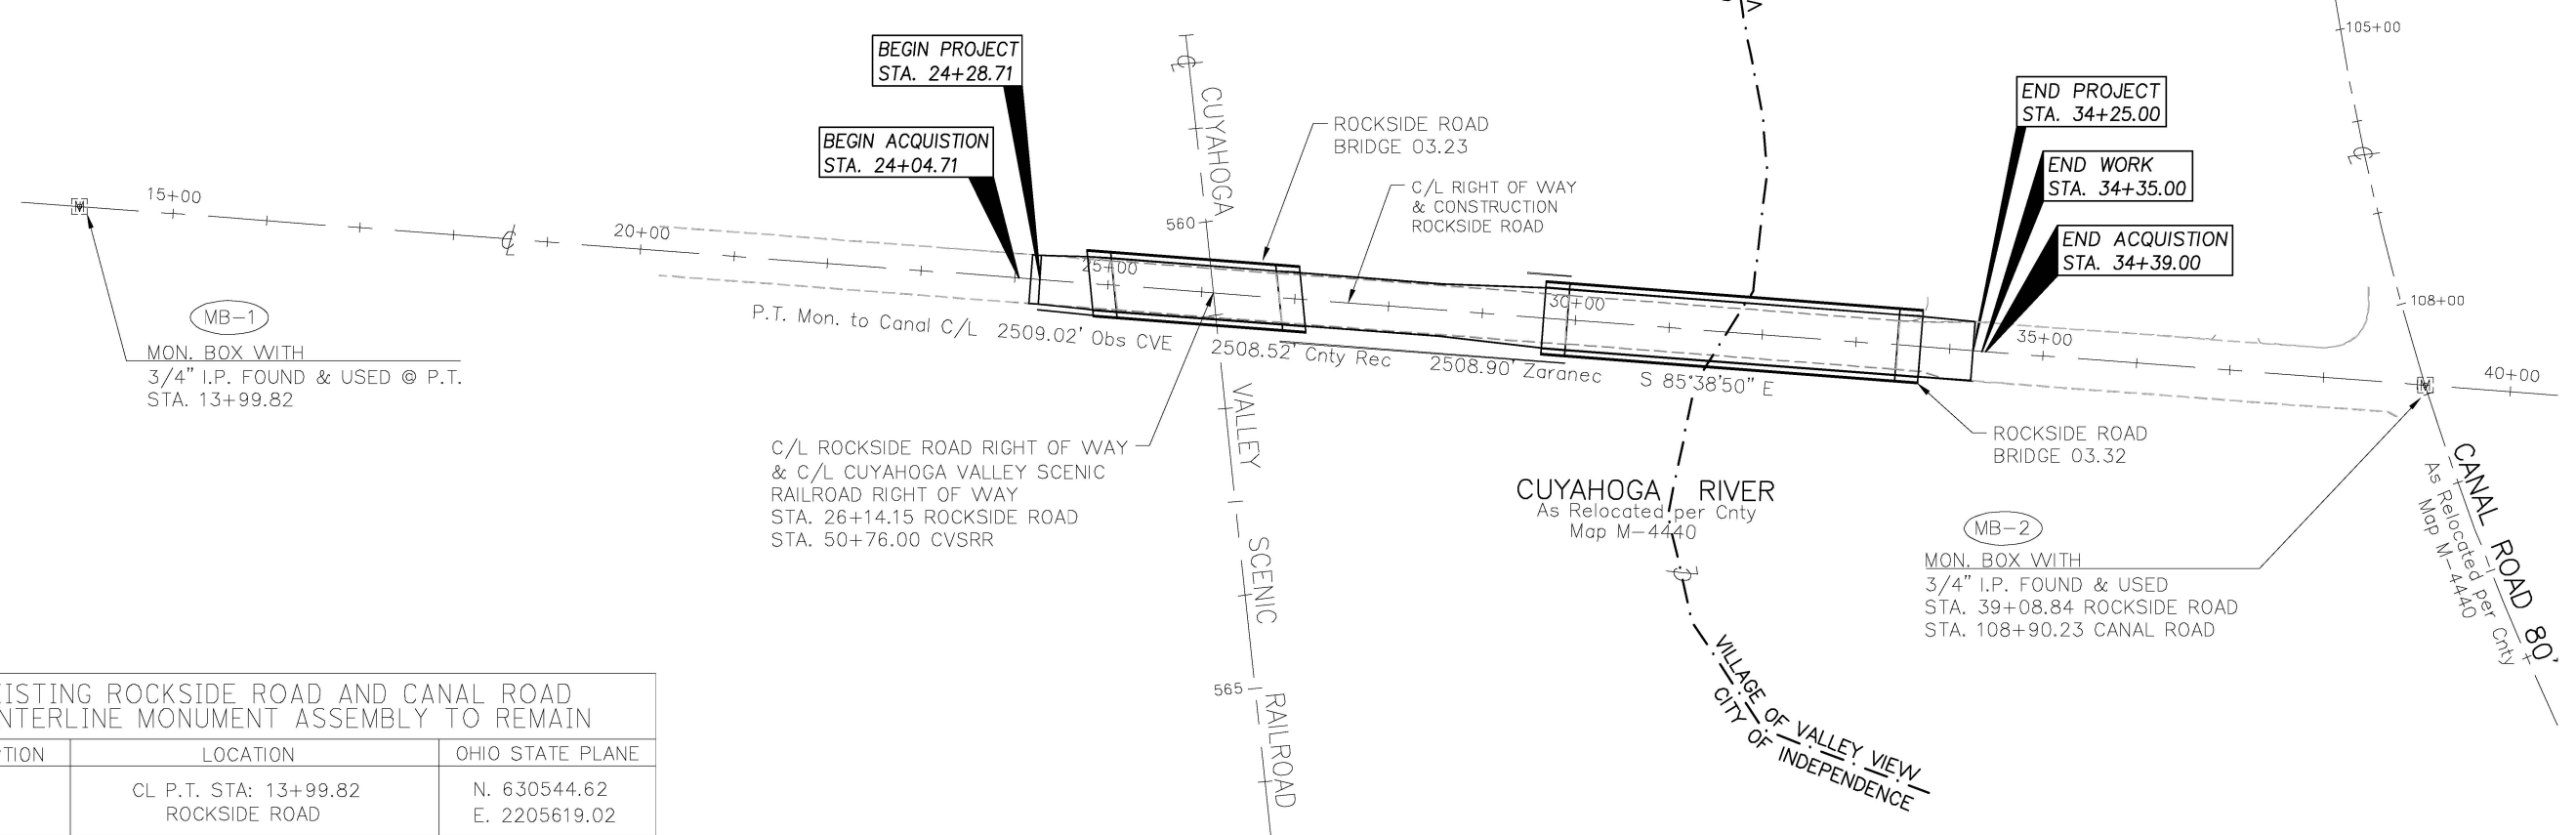 BEGIN PROJECT
STA. 24+28.71
BEGIN ACQUISTION
STA. 24+04.71
15+00
20+00
25+00
30+00
35+00
40+00
105+00
108+00
560
565
ROCKSIDE ROAD
BRIDGE 03.23
C/L RIGHT OF WAY
& CONSTRUCTION
ROCKSIDE ROAD
END PROJECT
STA. 34+25.00
END WORK
STA. 34+35.00
END ACQUISTION
STA. 34+39.00
MB-1
MON. BOX WITH
3/4" I.P. FOUND & USED @ P.T.
STA. 13+99.82
P.T. Mon. to Canal C/L 2509.02' Obs CVE 2508.52' Cnty Rec 2508.90' Zaranec S 85°38'50" E
C/L ROCKSIDE ROAD RIGHT OF WAY
& C/L CUYAHOGA VALLEY SCENIC
RAILROAD RIGHT OF WAY
STA. 26+14.15 ROCKSIDE ROAD
STA. 50+76.00 CVSRR
CUYAHOGA VALLEY SCENIC RAILROAD
CUYAHOGA RIVER
As Relocated per Cnty
Map M-4440
ROCKSIDE ROAD
BRIDGE 03.32
MB-2
MON. BOX WITH
3/4" I.P. FOUND & USED
STA. 39+08.84 ROCKSIDE ROAD
STA. 108+90.23 CANAL ROAD
CANAL ROAD 80'
As Relocated per Cnty
Map M-4440
VILLAGE OF VALLEY VIEW
CITY OF INDEPENDENCE
ISTING ROCKSIDE ROAD AND CANAL ROAD
NTERLINE MONUMENT ASSEMBLY TO REMAIN
TION LOCATION OHIO STATE PLANE
CL P.T. STA: 13+99.82
ROCKSIDE ROAD
N. 630544.62
E. 2205619.02